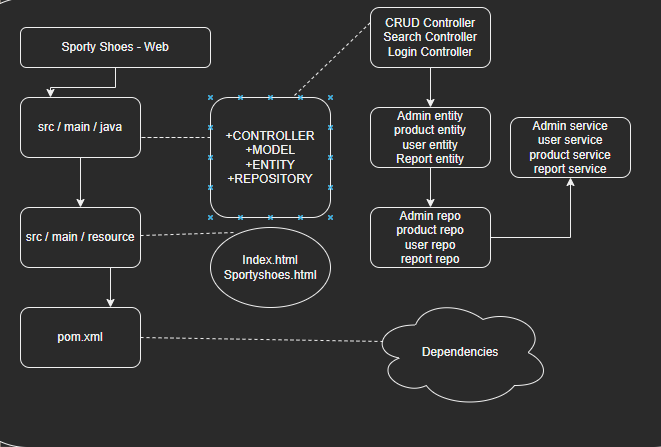 Sporty Shoes - Web
src / main / java
src / main / resource
pom.xml
+CONTROLLER
+MODEL
+ENTITY
+REPOSITORY
Index.html
Sportyshoes.html
CRUD Controller
Search Controller
Login Controller
Admin entity
product entity
user entity
Report entity
Admin repo
product repo
user repo
report repo
Admin service
user service
product service
report service
Dependencies